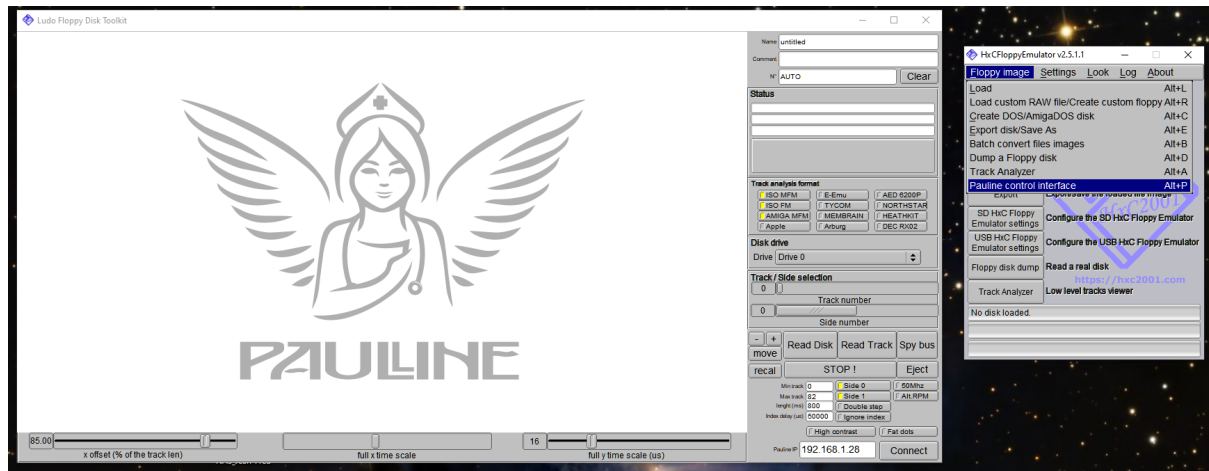 Ludo Floppy Disk Toolkit
Name untitled
Comment
N° AUTO Clear
Status
Track analysis format
ISO MFM E-Emu AED 6200P
ISO FM TYCOM NORTHSTAR
AMIGA MFM MEMBRAIN HEATHKIT
Apple Arburg DEC RX02
Disk drive
Drive Drive 0
Track / Side selection
0
Track number
0
Side number
- + Read Disk Read Track Spy bus
move
recal STOP ! Eject
Min track 0 Side 0 50Mhz
Max track 82 Side 1 Alt.RPM
lenght (ms) 800 Double step
Index delay (us) 50000 Ignore index
High contrast Fat dots
Pauline IP 192.168.1.28 Connect
PAULINE
85.00 16
x offset (% of the track len) full x time scale full y time scale (us)
HxCFloppyEmulator v2.5.1.1
Floppy image Settings Look Log About
Load Alt+L
Load custom RAW file/Create custom floppy Alt+R
Create DOS/AmigaDOS disk Alt+C
Export disk/Save As Alt+E
Batch convert files images Alt+B
Dump a Floppy disk Alt+D
Track Analyzer Alt+A
Pauline control interface Alt+P
Export Export/save the loaded file image
HxC2001
SD HxC Floppy Emulator settings Configure the SD HxC Floppy Emulator
USB HxC Floppy Emulator settings Configure the USB HxC Floppy Emulator
Floppy disk dump Read a real disk
https://hxc2001.com
Track Analyzer Low level tracks viewer
No disk loaded.